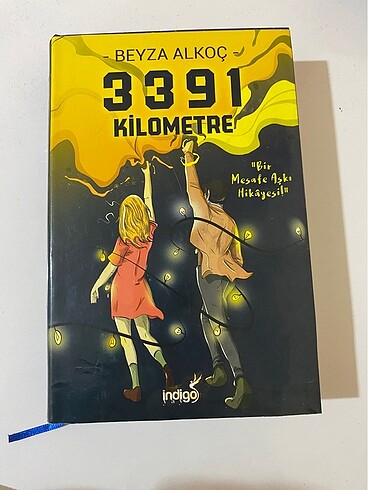 - BEYZA ALKOÇ -
3391
KİLOMETRE
"Bir
Mesafe Aşkı
Hikâyesi!"
indigo